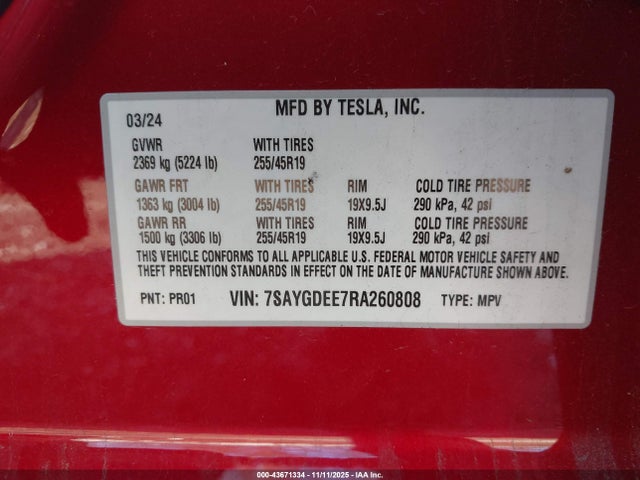 MFD BY TESLA, INC.
03/24
GVWR WITH TIRES
2369 kg (5224 lb) 255/45R19
GAWR FRT WITH TIRES RIM COLD TIRE PRESSURE
1363 kg (3004 lb) 255/45R19 19X9.5J 290 kPa, 42 psi
GAWR RR WITH TIRES RIM COLD TIRE PRESSURE
1500 kg (3306 lb) 255/45R19 19X9.5J 290 kPa, 42 psi
THIS VEHICLE CONFORMS TO ALL APPLICABLE U.S. FEDERAL MOTOR VEHICLE SAFETY AND
THEFT PREVENTION STANDARDS IN EFFECT ON THE DATE OF MANUFACTURE SHOWN ABOVE.
PNT: PR01 VIN: 7SAYGDEE7RA260808 TYPE: MPV
000-43671334 - 11/11/2025 - IAA Inc.